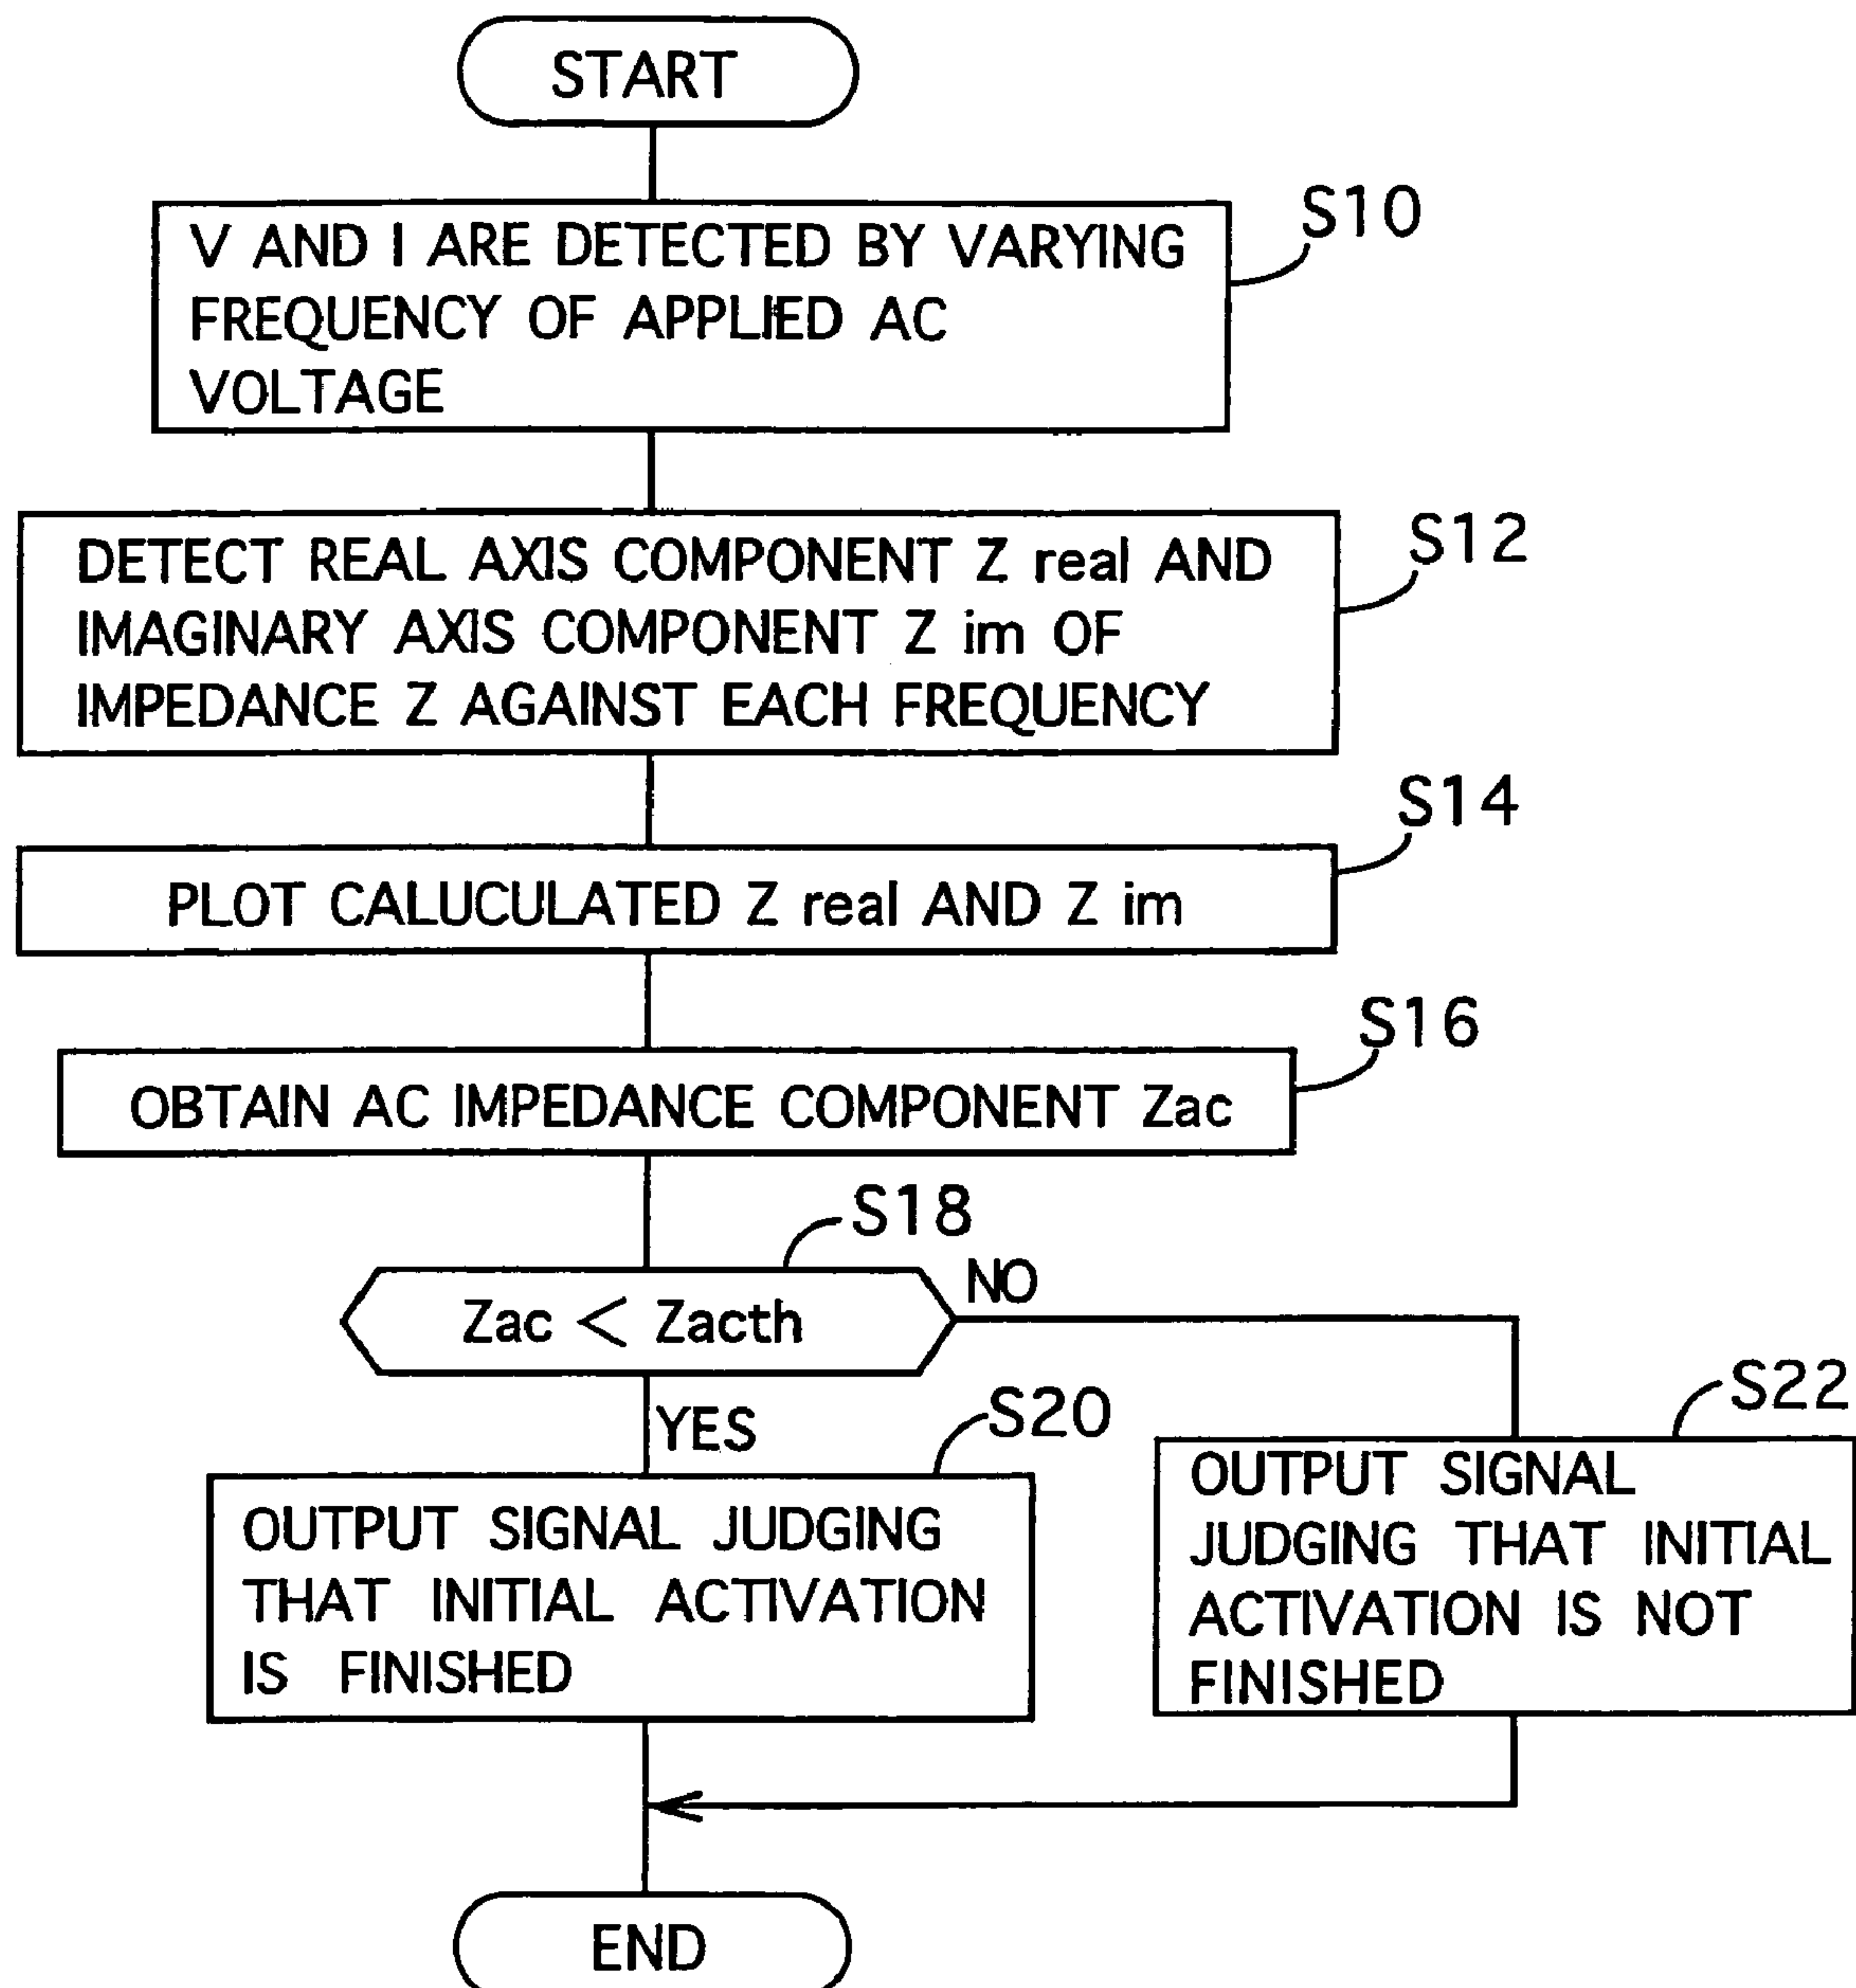 START
S10
V AND I ARE DETECTED BY VARYING
FREQUENCY OF APPLIED AC
VOLTAGE
S12
DETECT REAL AXIS COMPONENT Z real AND
IMAGINARY AXIS COMPONENT Z im OF
IMPEDANCE Z AGAINST EACH FREQUENCY
S14
PLOT CALUCULATED Z real AND Z im
S16
OBTAIN AC IMPEDANCE COMPONENT Zac
S18
Zac < Zacth
NO
YES
S20
OUTPUT SIGNAL JUDGING
THAT INITIAL ACTIVATION
IS FINISHED
S22
OUTPUT SIGNAL
JUDGING THAT INITIAL
ACTIVATION IS NOT
FINISHED
END